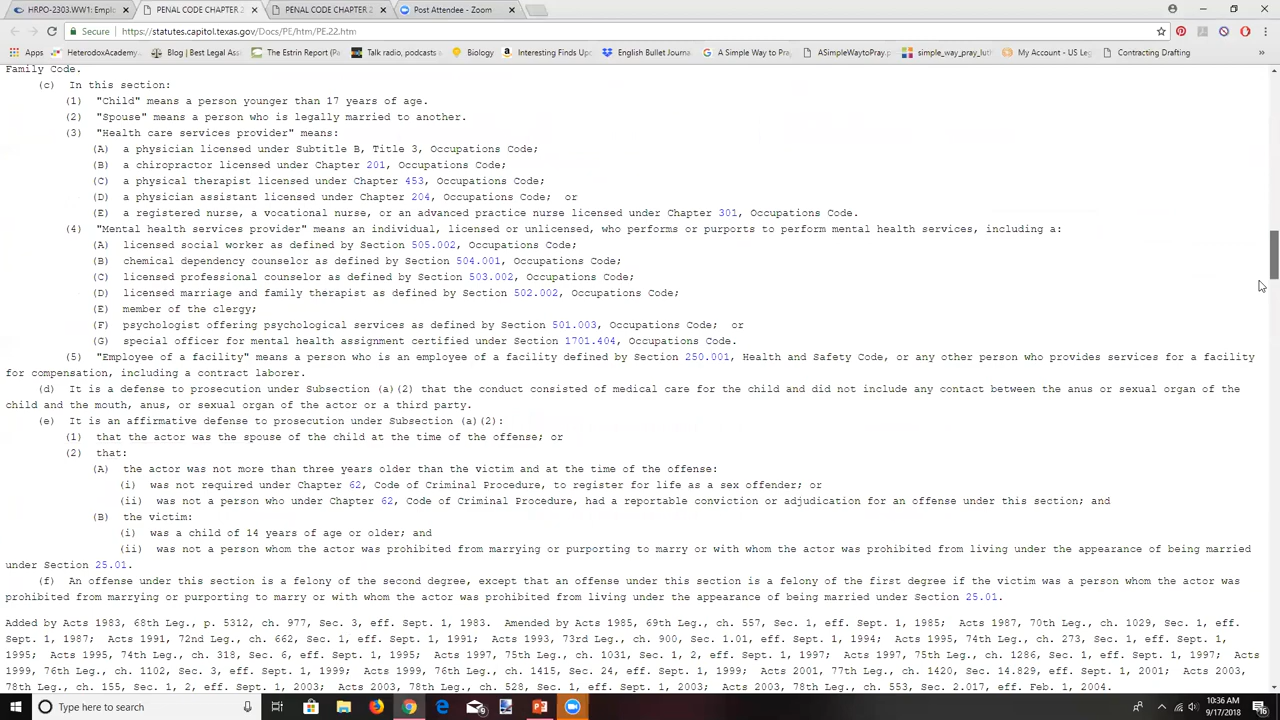 HRPO-2303.WW1: Emplo
PENAL CODE CHAPTER 2
PENAL CODE CHAPTER 2
Post Attendee - Zoom
Secure
https://statutes.capitol.texas.gov/Docs/PE/htm/PE.22.htm
Apps
HeterodoxAcademy
Blog | Best Legal Assi
The Estrin Report (Pa
Talk radio, podcasts
Biology
Interesting Finds Up
English Bullet Journa
A Simple Way to Pro
ASimpleWaytoPray.p
simple_way_pray_luth
My Account - US Leg
Contracting Drafting
Family Code.
(c) In this section:
(1) "Child" means a person younger than 17 years of age.
(2) "Spouse" means a person who is legally married to another.
(3) "Health care services provider" means:
(A) a physician licensed under Subtitle B, Title 3, Occupations Code;
(B) a chiropractor licensed under Chapter 201, Occupations Code;
(C) a physical therapist licensed under Chapter 453, Occupations Code;
(D) a physician assistant licensed under Chapter 204, Occupations Code; or
(E) a registered nurse, a vocational nurse, or an advanced practice nurse licensed under Chapter 301, Occupations Code.
(4) "Mental health services provider" means an individual, licensed or unlicensed, who performs or purports to perform mental health services, including a:
(A) licensed social worker as defined by Section 505.002, Occupations Code;
(B) chemical dependency counselor as defined by Section 504.001, Occupations Code;
(C) licensed professional counselor as defined by Section 503.002, Occupations Code;
(D) licensed marriage and family therapist as defined by Section 502.002, Occupations Code;
(E) member of the clergy;
(F) psychologist offering psychological services as defined by Section 501.003, Occupations Code; or
(G) special officer for mental health assignment certified under Section 1701.404, Occupations Code.
(5) "Employee of a facility" means a person who is an employee of a facility defined by Section 250.001, Health and Safety Code, or any other person who provides services for a facility
for compensation, including a contract laborer.
(d) It is a defense to prosecution under Subsection (a)(2) that the conduct consisted of medical care for the child and did not include any contact between the anus or sexual organ of the
child and the mouth, anus, or sexual organ of the actor or a third party.
(e) It is an affirmative defense to prosecution under Subsection (a)(2):
(1) that the actor was the spouse of the child at the time of the offense; or
(2) that:
(A) the actor was not more than three years older than the victim and at the time of the offense:
(i) was not required under Chapter 62, Code of Criminal Procedure, to register for life as a sex offender; or
(ii) was not a person who under Chapter 62, Code of Criminal Procedure, had a reportable conviction or adjudication for an offense under this section; and
(B) the victim:
(i) was a child of 14 years of age or older; and
(ii) was not a person whom the actor was prohibited from marrying or purporting to marry or with whom the actor was prohibited from living under the appearance of being married
under Section 25.01.
(f) An offense under this section is a felony of the second degree, except that an offense under this section is a felony of the first degree if the victim was a person whom the actor was
prohibited from marrying or purporting to marry or with whom the actor was prohibited from living under the appearance of being married under Section 25.01.
Added by Acts 1983, 68th Leg., p. 5312, ch. 977, Sec. 3, eff. Sept. 1, 1983. Amended by Acts 1985, 69th Leg., ch. 557, Sec. 1, eff. Sept. 1, 1985; Acts 1987, 70th Leg., ch. 1029, Sec. 1, eff.
Sept. 1, 1987; Acts 1991, 72nd Leg., ch. 662, Sec. 1, eff. Sept. 1, 1991; Acts 1993, 73rd Leg., ch. 900, Sec. 1.01, eff. Sept. 1, 1994; Acts 1995, 74th Leg., ch. 273, Sec. 1, eff. Sept. 1,
1995; Acts 1995, 74th Leg., ch. 318, Sec. 6, eff. Sept. 1, 1995; Acts 1997, 75th Leg., ch. 1031, Sec. 1, 2, eff. Sept. 1, 1997; Acts 1997, 75th Leg., ch. 1286, Sec. 1, eff. Sept. 1, 1997; Acts
1999, 76th Leg., ch. 1102, Sec. 3, eff. Sept. 1, 1999; Acts 1999, 76th Leg., ch. 1415, Sec. 24, eff. Sept. 1, 1999; Acts 2001, 77th Leg., ch. 1420, Sec. 14.829, eff. Sept. 1, 2001; Acts 2003,
78th Leg., ch. 155, Sec. 1, 2, eff. Sept. 1, 2003; Acts 2003, 78th Leg., ch. 528, Sec. 1, eff. Sept. 1, 2003; Acts 2003, 78th Leg., ch. 553, Sec. 2.017, eff. Feb. 1, 2004.
Type here to search
10:36 AM
9/17/2018